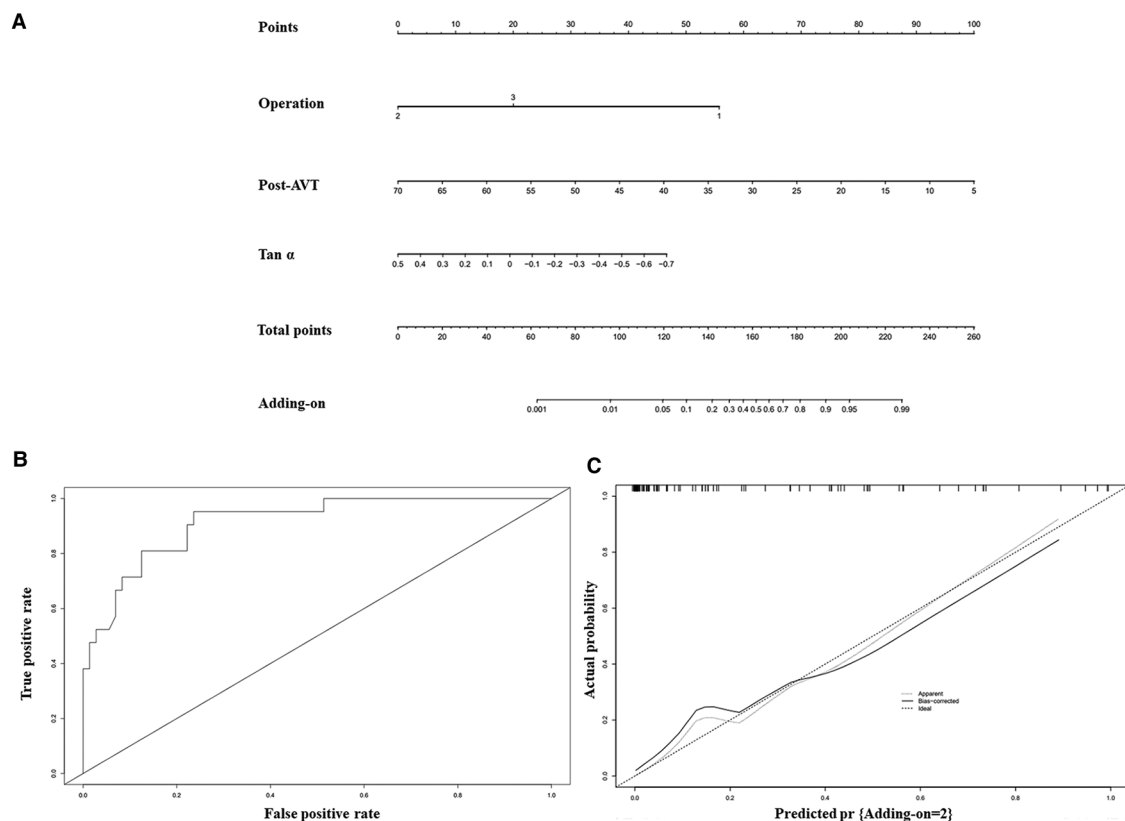 A
Points
0 10 20 30 40 50 60 70 80 90 100
Operation
3
2 1
Post-AVT
70 65 60 55 50 45 40 35 30 25 20 15 10 5
Tan α
0.5 0.4 0.3 0.2 0.1 0 −0.1 −0.2 −0.3 −0.4 −0.5 −0.6 −0.7
Total points
0 20 40 60 80 100 120 140 160 180 200 220 240 260
Adding-on
0.001 0.01 0.05 0.1 0.2 0.3 0.4 0.5 0.6 0.7 0.8 0.9 0.95 0.99
B
True positive rate
1.0
0.8
0.6
0.4
0.2
0.0
0.0 0.2 0.4 0.6 0.8 1.0
False positive rate
C
Actual probability
1.0
0.8
0.6
0.4
0.2
0.0
Apparent
Bias-corrected
Ideal
0.0 0.2 0.4 0.6 0.8 1.0
Predicted pr {Adding-on=2}